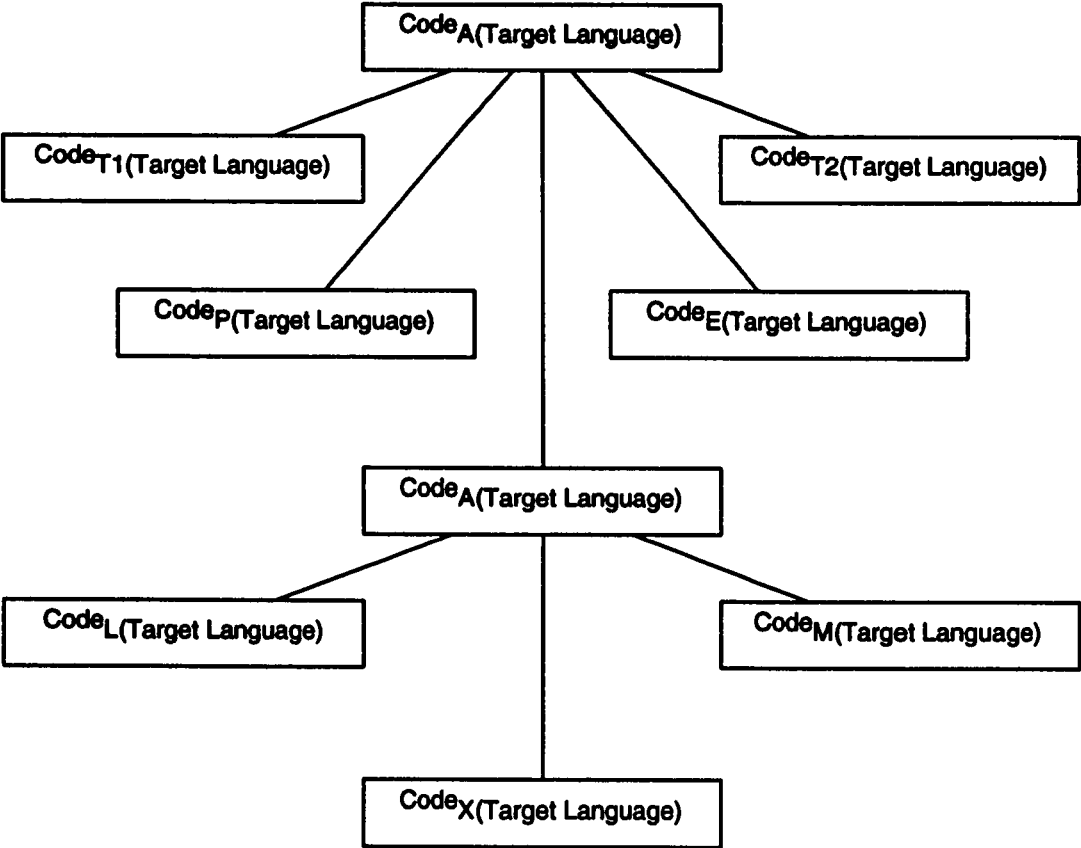 CodeA(Target Language)
CodeT1(Target Language)
CodeT2(Target Language)
CodeP(Target Language)
CodeE(Target Language)
CodeA(Target Language)
CodeL(Target Language)
CodeM(Target Language)
CodeX(Target Language)